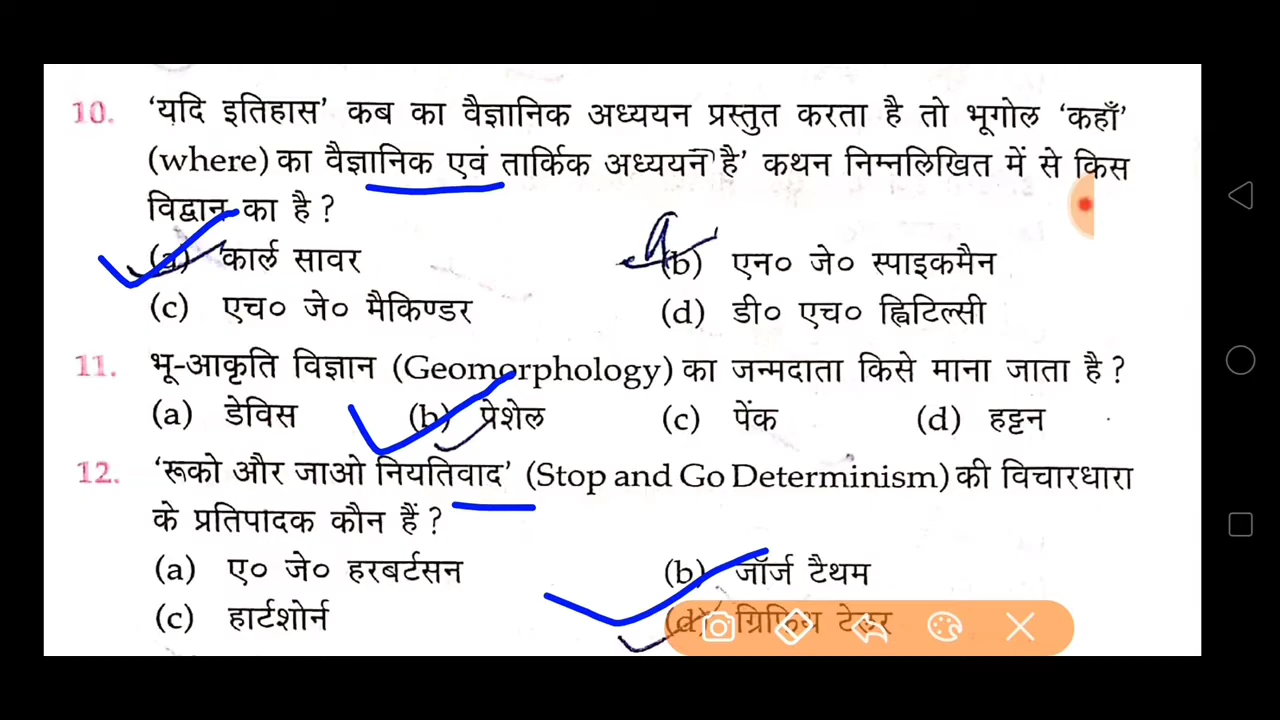 10. ‘यदि इतिहास’ कब का वैज्ञानिक अध्ययन प्रस्तुत करता है तो भूगोल ‘कहाँ’
(where) का वैज्ञानिक एवं तार्किक अध्ययन है’ कथन निम्नलिखित में से किस
विद्वान का है ?
(a) कार्ल सावर (b) एन० जे० स्पाइकमैन
(c) एच० जे० मैकिण्डर (d) डी० एच० ह्विटिल्सी
11. भू-आकृति विज्ञान (Geomorphology) का जन्मदाता किसे माना जाता है ?
(a) डेविस (b) प्रेशेल (c) पेंक (d) हट्टन
12. ‘रूको और जाओ नियतिवाद’ (Stop and Go Determinism) की विचारधारा
के प्रतिपादक कौन हैं ?
(a) ए० जे० हरबर्टसन (b) जॉर्ज टैथम
(c) हार्टशोर्न (d) ग्रिफिथ टेलर